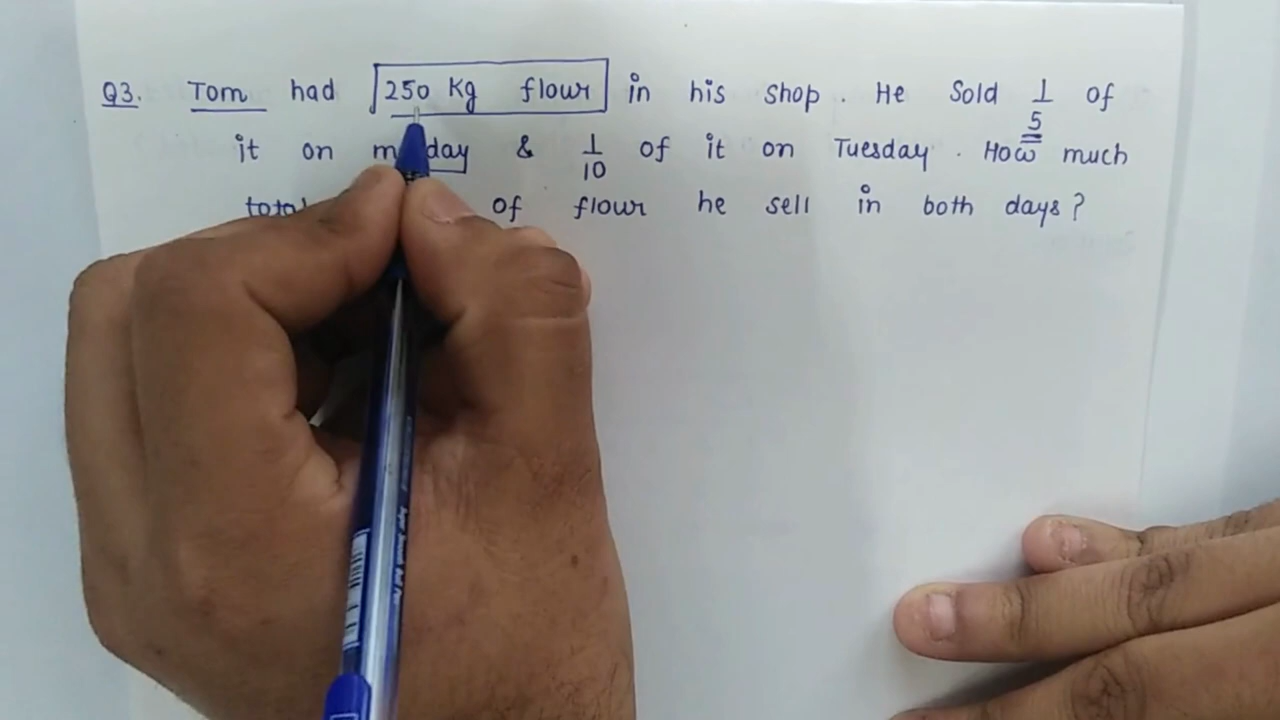 Q3. Tom had 250 Kg flour in his shop. He Sold 1/5 of
it on day & 1/10 of it on Tuesday. How much
of flour he sell in both days?